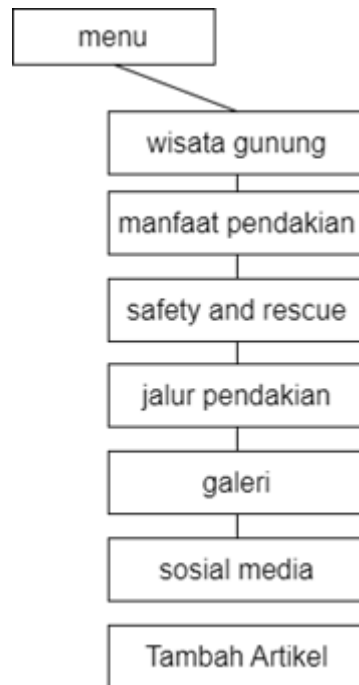 menu
wisata gunung
manfaat pendakian
safety and rescue
jalur pendakian
galeri
sosial media
Tambah Artikel